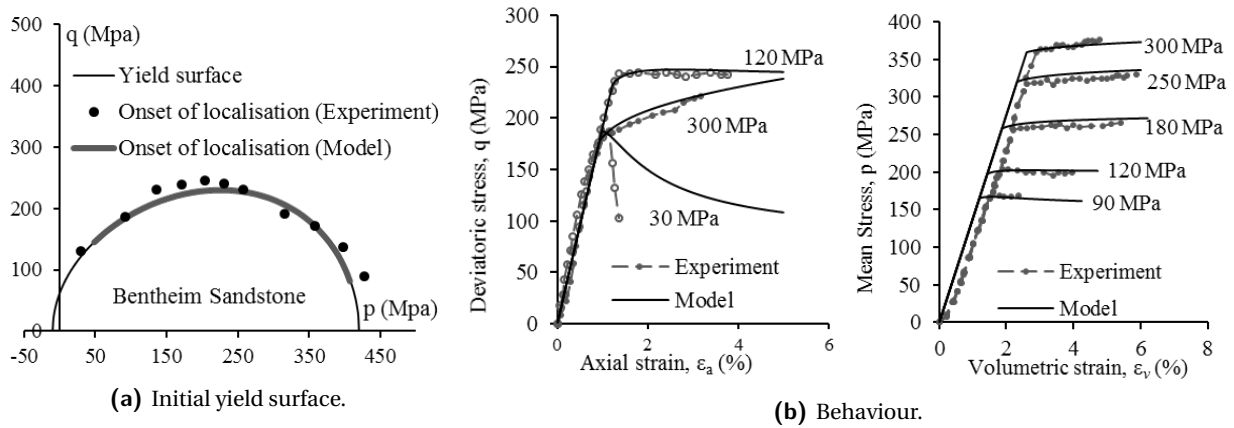 500
q (Mpa)
Yield surface
400
Onset of localisation (Experiment)
300
Onset of localisation (Model)
200
100
Bentheim Sandstone
p (Mpa)
0
-50
50
150
250
350
450
(a) Initial yield surface.
Deviatoric stress, q (MPa)
300
250
200
150
100
50
0
120 MPa
300 MPa
30 MPa
Experiment
Model
0
2
4
6
Axial strain, εa (%)
Mean Stress, p (MPa)
400
350
300
250
200
150
100
50
0
300 MPa
250 MPa
180 MPa
120 MPa
90 MPa
Experiment
Model
0
2
4
6
8
Volumetric strain, εv (%)
(b) Behaviour.